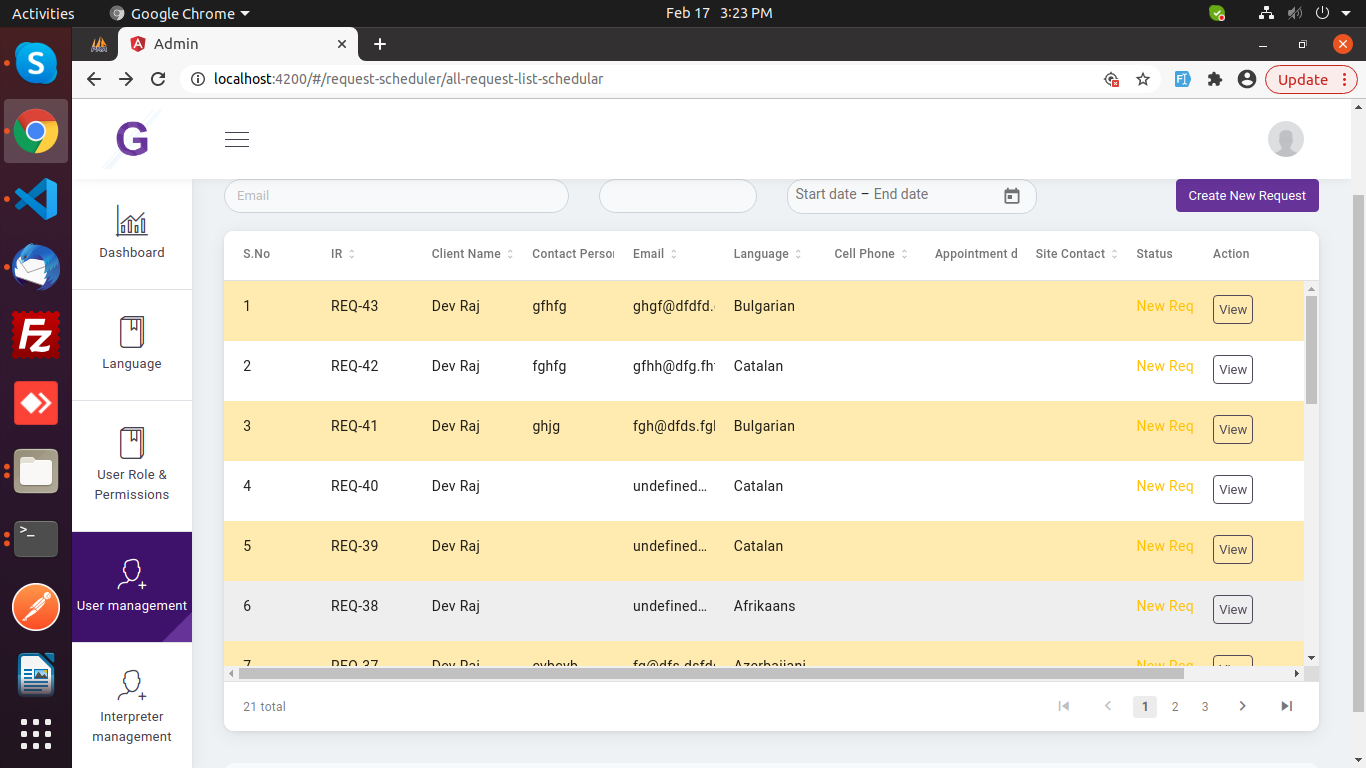 Activities Google Chrome Feb 17 3:23 PM
Admin
localhost:4200/#/request-scheduler/all-request-list-schedular Update
G
Email Start date – End date Create New Request
Dashboard
Language
User Role &
Permissions
User management
Interpreter
management
S.No IR Client Name Contact Person Email Language Cell Phone Appointment d Site Contact Status Action
1 REQ-43 Dev Raj gfhfg ghgf@dfdfd. Bulgarian New Req View
2 REQ-42 Dev Raj fghfg gfhh@dfg.fh Catalan New Req View
3 REQ-41 Dev Raj ghjg fgh@dfds.fgl Bulgarian New Req View
4 REQ-40 Dev Raj undefined... Catalan New Req View
5 REQ-39 Dev Raj undefined... Catalan New Req View
6 REQ-38 Dev Raj undefined... Afrikaans New Req View
7 REQ-37 Dev Raj Azerbaijani New Req View
21 total 1 2 3